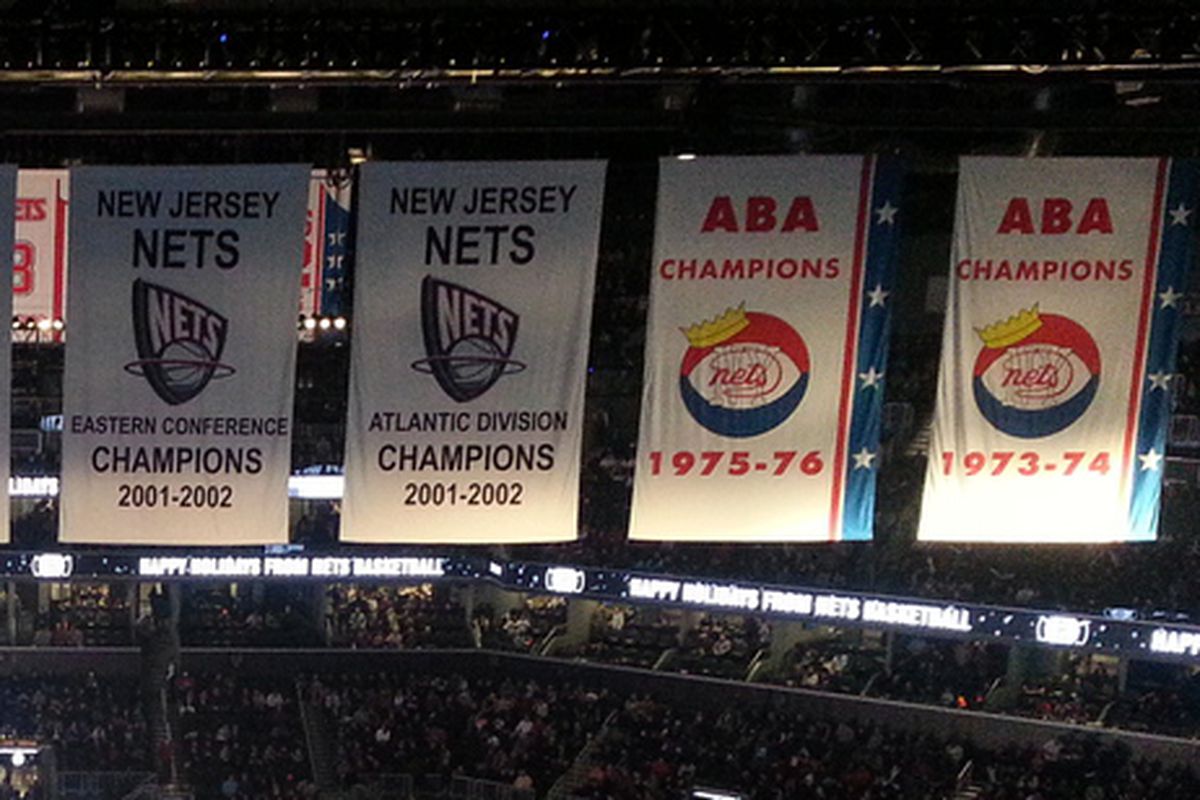 NEW JERSEY
NETS
NETS
EASTERN CONFERENCE
CHAMPIONS
2001-2002
NEW JERSEY
NETS
NETS
ATLANTIC DIVISION
CHAMPIONS
2001-2002
ABA
CHAMPIONS
nets
1975-76
ABA
CHAMPIONS
nets
1973-74
HAPPY HOLIDAYS FROM NETS BASKETBALL
HAPPY HOLIDAYS FROM NETS BASKETBALL